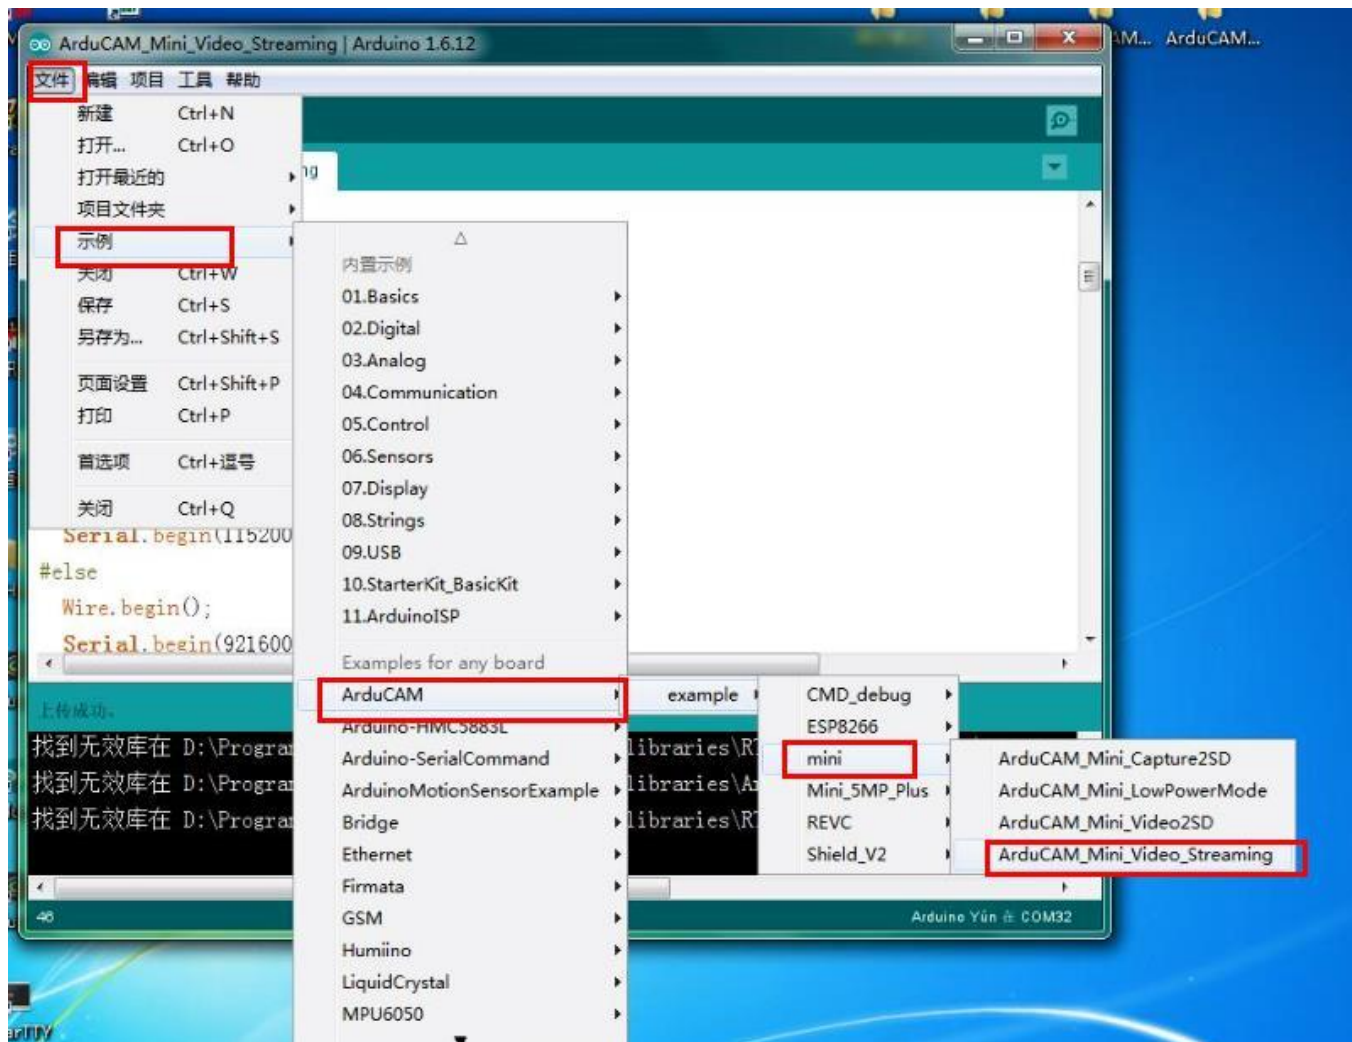 ArduCAM_Mini_Video_Streaming | Arduino 1.6.12
AM... ArduCAM...
文件 编辑 项目 工具 帮助
新建 Ctrl+N
打开... Ctrl+O
打开最近的
项目文件夹
示例
关闭 Ctrl+W
保存 Ctrl+S
另存为... Ctrl+Shift+S
页面设置 Ctrl+Shift+P
打印 Ctrl+P
首选项 Ctrl+逗号
关闭 Ctrl+Q
ng
内置示例
01.Basics
02.Digital
03.Analog
04.Communication
05.Control
06.Sensors
07.Display
08.Strings
09.USB
10.StarterKit_BasicKit
11.ArduinoISP
Examples for any board
ArduCAM
Arduino-HMC5883L
Arduino-SerialCommand
ArduinoMotionSensorExample
Bridge
Ethernet
Firmata
GSM
Humiino
LiquidCrystal
MPU6050
example
CMD_debug
ESP8266
mini
Mini_5MP_Plus
REVC
Shield_V2
ArduCAM_Mini_Capture2SD
ArduCAM_Mini_LowPowerMode
ArduCAM_Mini_Video2SD
ArduCAM_Mini_Video_Streaming
Serial.begin(115200
#else
Wire.begin();
Serial.begin(921600
上传成功。
找到无效库在 D:\Prograr libraries\R
找到无效库在 D:\Prograr libraries\A
找到无效库在 D:\Prograr libraries\R
46
Arduino Yún 在 COM32